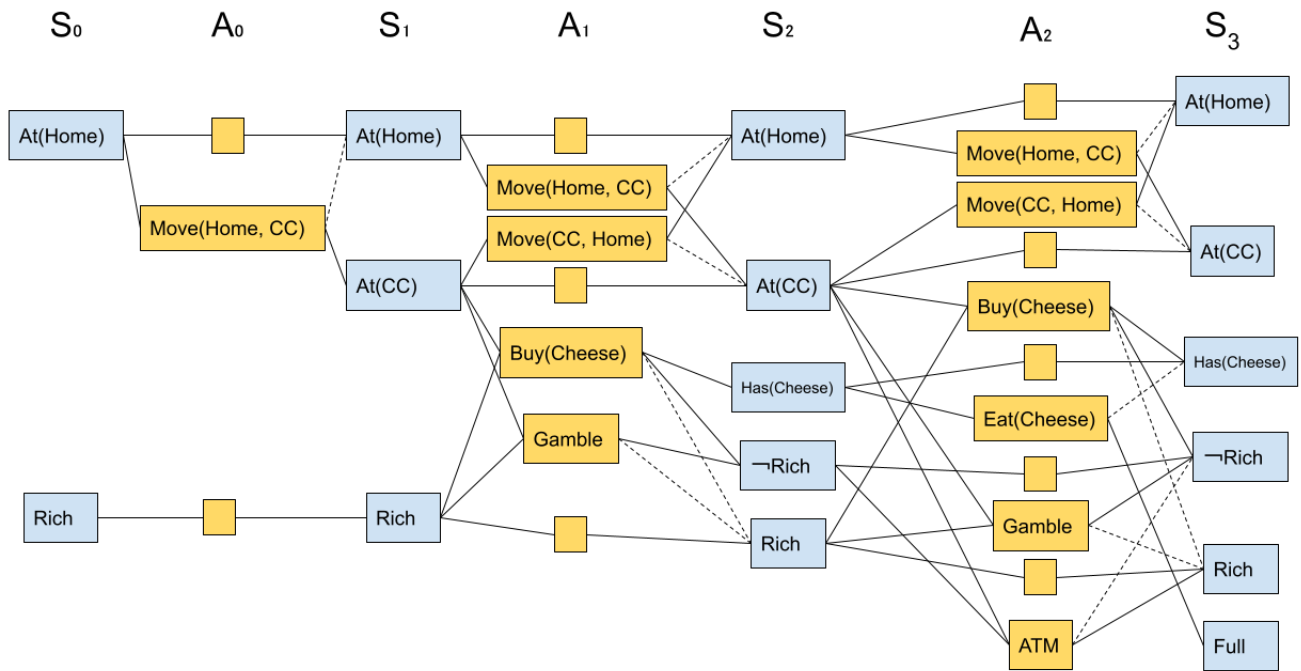 S₀ A₀ S₁ A₁ S₂ A₂ S₃
At(Home)
Move(Home, CC)
Rich
At(Home)
At(CC)
Rich
Move(Home, CC)
Move(CC, Home)
Buy(Cheese)
Gamble
At(Home)
At(CC)
Has(Cheese)
¬Rich
Rich
Move(Home, CC)
Move(CC, Home)
Buy(Cheese)
Eat(Cheese)
Gamble
ATM
At(Home)
At(CC)
Has(Cheese)
¬Rich
Rich
Full